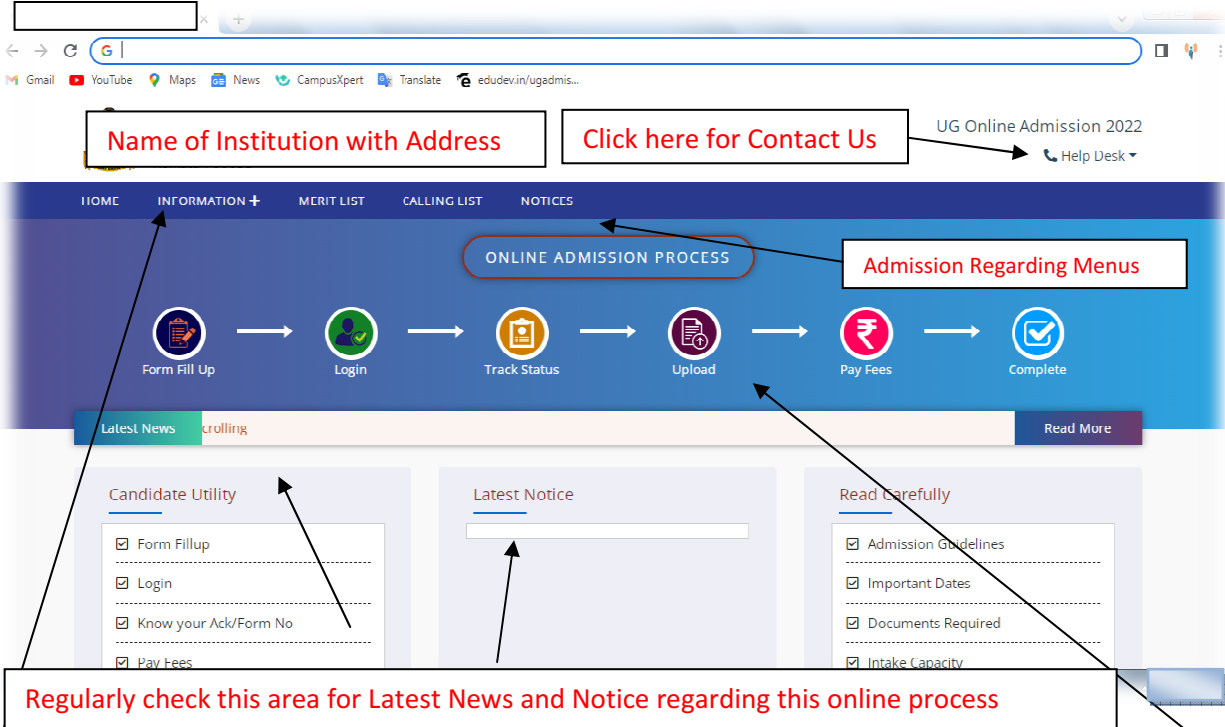 Gmail YouTube Maps News CampusXpert Translate edudev.in/ugadmis...
Name of Institution with Address
Click here for Contact Us
UG Online Admission 2022
Help Desk
HOME INFORMATION + MERIT LIST CALLING LIST NOTICES
ONLINE ADMISSION PROCESS
Admission Regarding Menus
Form Fill Up Login Track Status Upload Pay Fees Complete
Latest News crolling Read More
Candidate Utility Latest Notice Read Carefully
Form Fillup Admission Guidelines
Login Important Dates
Know your Ack/Form No Documents Required
Pay Fees Intake Capacity
Regularly check this area for Latest News and Notice regarding this online process